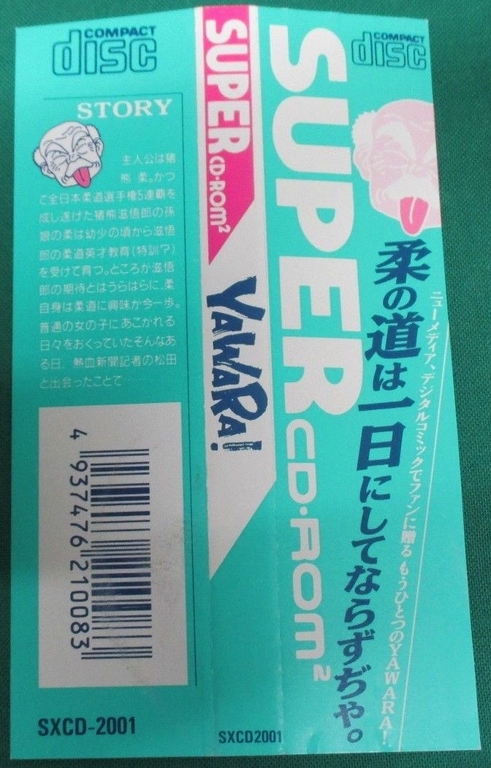 COMPACT
disc
STORY
主人公は猪
熊 柔。かつ
て全日本柔道選手権5連覇を
成し遂げた猪熊滋悟郎の孫
娘の柔は幼少の頃から滋悟
郎の柔道英才教育(特訓?)
を受けて育つ。ところが滋悟
郎の期待とはうらはらに、柔
自身は柔道に興味が今一歩。
普通の女の子にあこがれる
日々をおくっていたそんなあ
る日、熱血新聞記者の松田
と出会ったことで
4 937476 210083
SXCD-2001
SUPER CD-ROM2
YAWARA!
SXCD2001
COMPACT
disc
SUPER CD-ROM2
柔の道は一日にしてならずぢゃ。
ニューメディア、デジタルコミックでファンに贈る もうひとつのYAWARA!